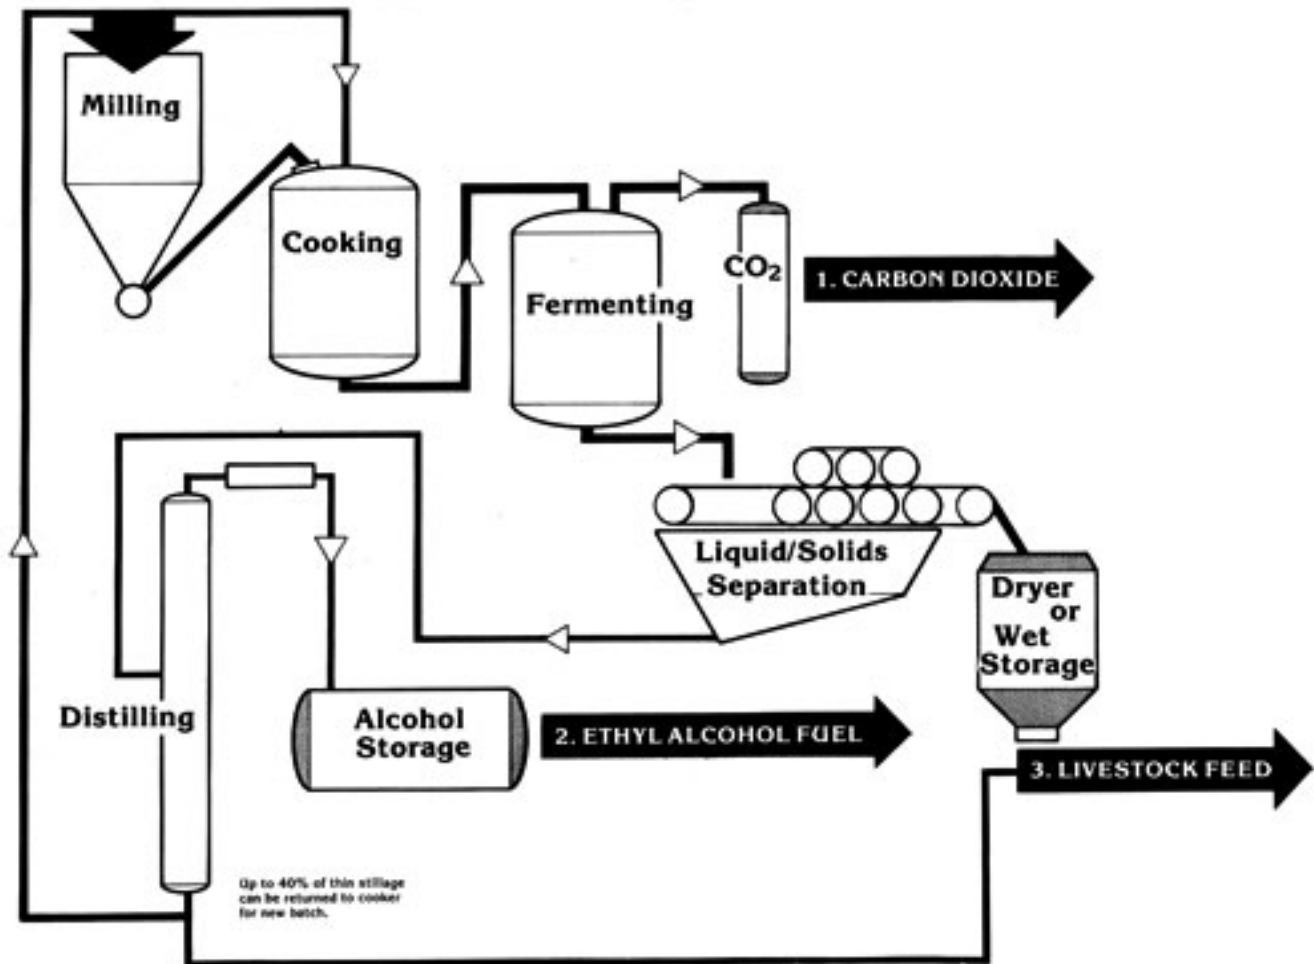 Milling
Cooking
Fermenting
CO₂
1. CARBON DIOXIDE
Liquid/Solids
Separation
Dryer
or
Wet
Storage
Distilling
Alcohol
Storage
2. ETHYL ALCOHOL FUEL
3. LIVESTOCK FEED
Up to 40% of thin stillage
can be returned to cooker
for new batch.